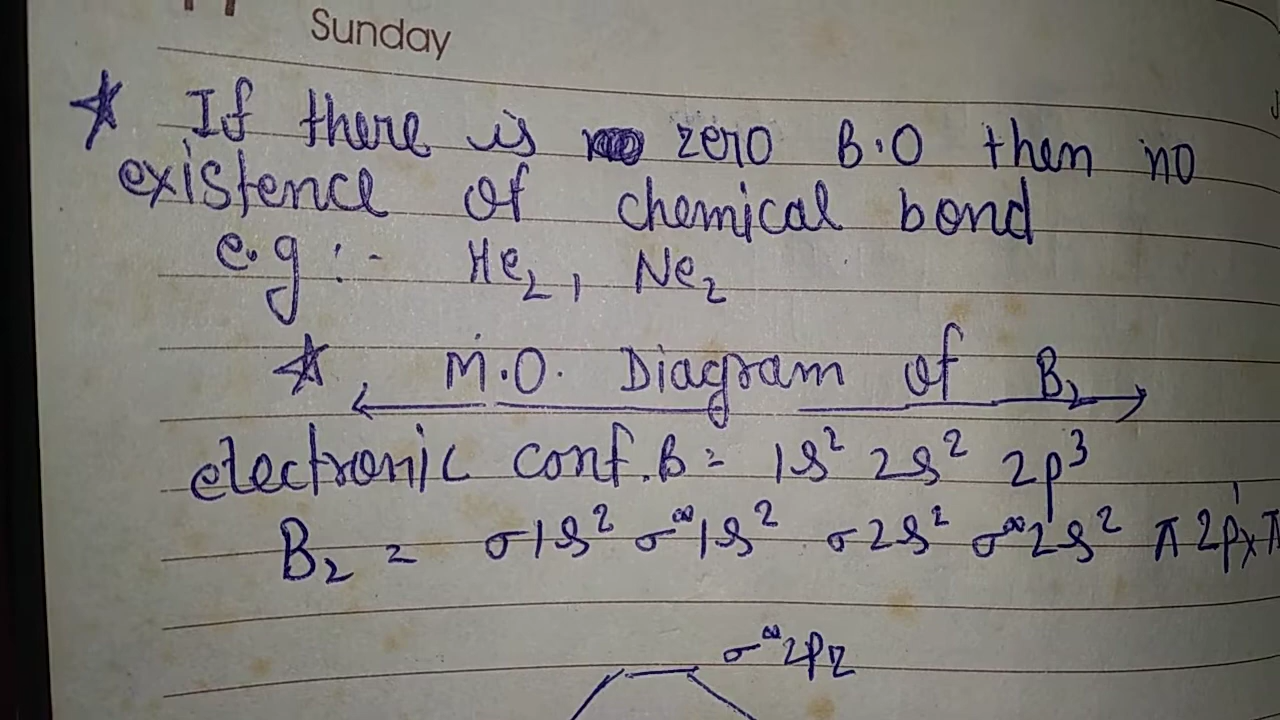 Sunday
☆ If there is zero B.O then no
existence of chemical bond
e.g :- He₂, Ne₂
☆ M.O. Diagram of B₂
electronic conf. B = 1s² 2s² 2p³
B₂ = σ1s² σ*1s² σ2s² σ*2s² π2p¹x π
σ*2pz